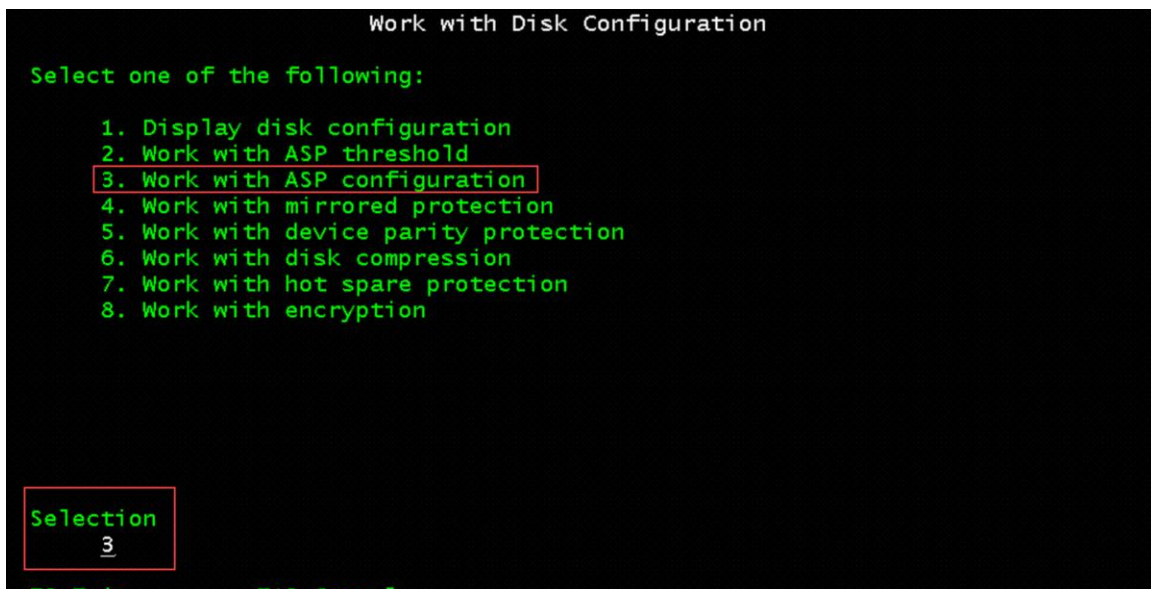 Work with Disk Configuration
Select one of the following:
1. Display disk configuration
2. Work with ASP threshold
3. Work with ASP configuration
4. Work with mirrored protection
5. Work with device parity protection
6. Work with disk compression
7. Work with hot spare protection
8. Work with encryption
Selection
3